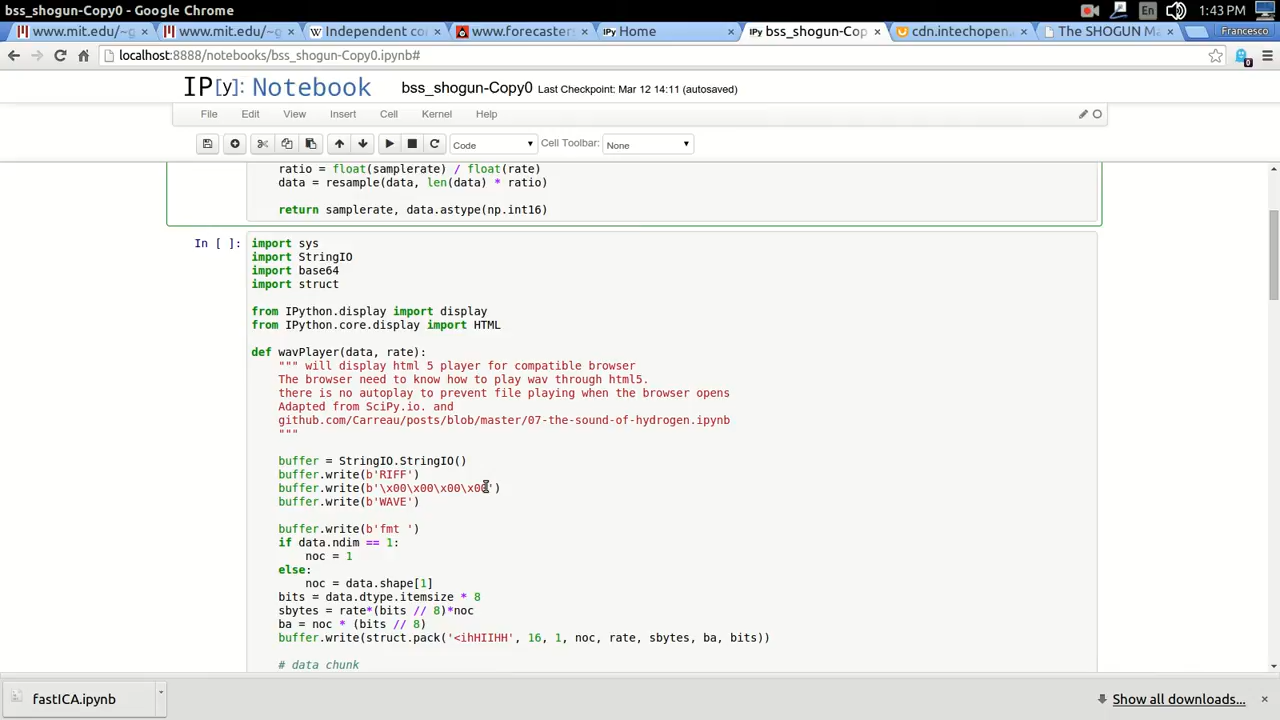 bss_shogun-Copy0 - Google Chrome
En
1:43 PM
www.mit.edu/~g
www.mit.edu/~g
Independent co
www.forecaster
IPy Home
IPy bss_shogun-Cop
cdn.intechopen.
The SHOGUN Ma
Francesco
localhost:8888/notebooks/bss_shogun-Copy0.ipynb#
0
IP[y]: Notebook
bss_shogun-Copy0 Last Checkpoint: Mar 12 14:11 (autosaved)
File Edit View Insert Cell Kernel Help
Code
Cell Toolbar:
None
ratio = float(samplerate) / float(rate)
data = resample(data, len(data) * ratio)
return samplerate, data.astype(np.int16)
In [ ]:
import sys
import StringIO
import base64
import struct
from IPython.display import display
from IPython.core.display import HTML
def wavPlayer(data, rate):
""" will display html 5 player for compatible browser
The browser need to know how to play wav through html5.
there is no autoplay to prevent file playing when the browser opens
Adapted from SciPy.io. and
github.com/Carreau/posts/blob/master/07-the-sound-of-hydrogen.ipynb
"""
buffer = StringIO.StringIO()
buffer.write(b'RIFF')
buffer.write(b'\x00\x00\x00\x00')
buffer.write(b'WAVE')
buffer.write(b'fmt ')
if data.ndim == 1:
noc = 1
else:
noc = data.shape[1]
bits = data.dtype.itemsize * 8
sbytes = rate*(bits // 8)*noc
ba = noc * (bits // 8)
buffer.write(struct.pack('<ihHIIHH', 16, 1, noc, rate, sbytes, ba, bits))
# data chunk
fastICA.ipynb
Show all downloads...